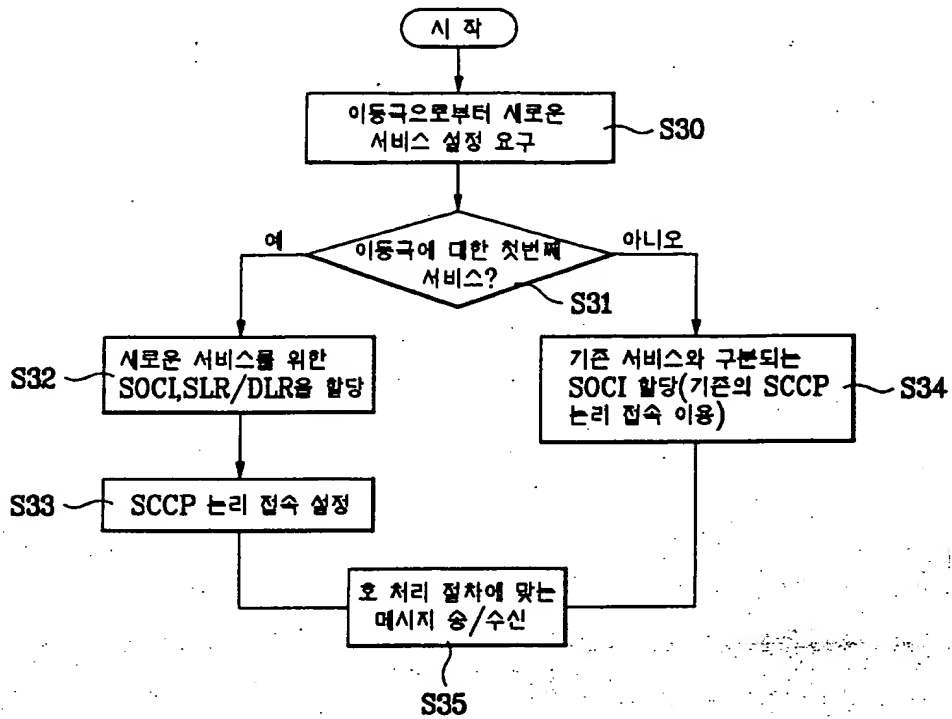 시 작
이동국으로부터 새로운
서비스 설정 요구
S30
예
이동국에 대한 첫번째
서비스?
아니오
S31
S32
새로운 서비스를 위한
SOCI,SLR/DLR을 할당
기존 서비스와 구분되는
SOCI 할당(기존의 SCCP
논리 접속 이용)
S34
S33
SCCP 논리 접속 설정
호 처리 절차에 맞는
메시지 송/수신
S35